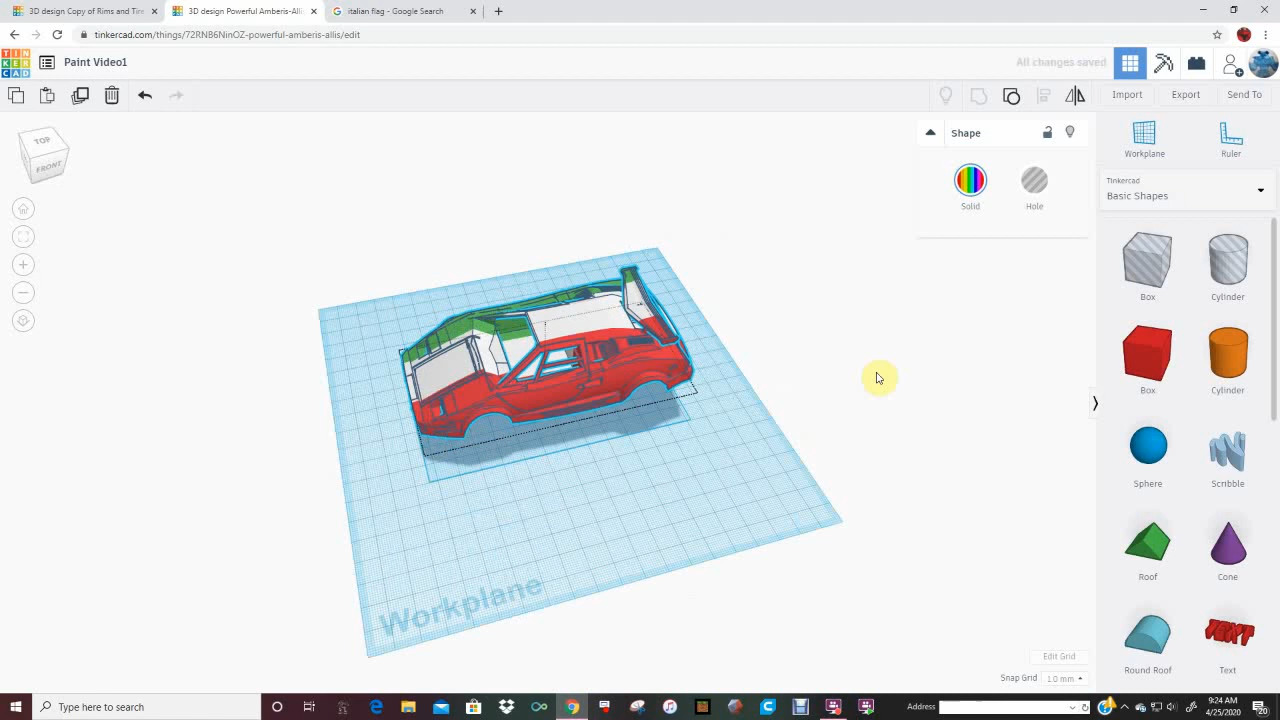 3D design Copy of Rims and Tire
3D design Powerful Amberis-Alli
italian flag - Google Search
tinkercad.com/things/72RNB6NinOZ-powerful-amberis-allis/edit
TIN
KER
CAD
Paint Video1
All changes saved
Import
Export
Send To
TOP
FRONT
Shape
Solid
Hole
Workplane
Ruler
Tinkercad
Basic Shapes
Box
Cylinder
Box
Cylinder
Sphere
Scribble
Roof
Cone
Round Roof
Text
TEXT
Workplane
Edit Grid
Snap Grid
1.0 mm
Type here to search
Address
9:24 AM
4/25/2020